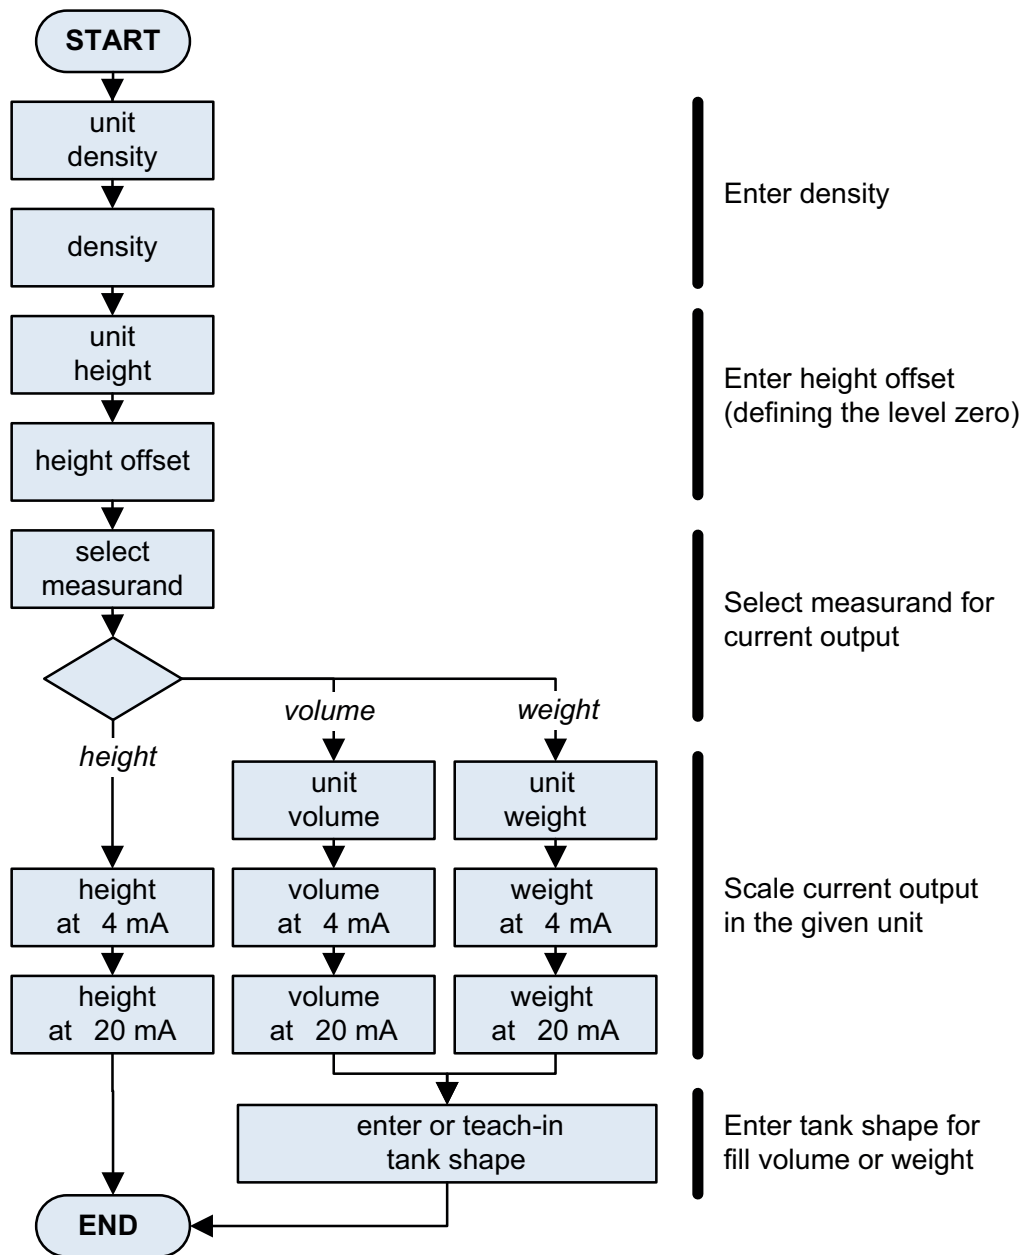 START
unit
density
density
Enter density
unit
height
height offset
Enter height offset
(defining the level zero)
select
measurand
Select measurand for
current output
height
volume
weight
unit
volume
unit
weight
height
at 4 mA
volume
at 4 mA
weight
at 4 mA
height
at 20 mA
volume
at 20 mA
weight
at 20 mA
Scale current output
in the given unit
enter or teach-in
tank shape
Enter tank shape for
fill volume or weight
END